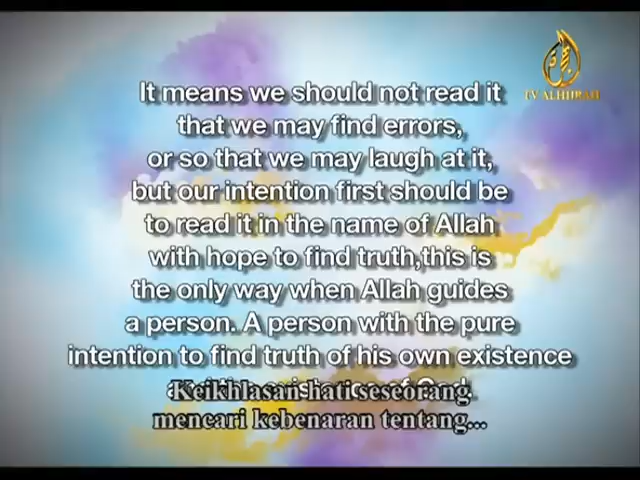 TV ALHIJRAH
It means we should not read it
that we may find errors,
or so that we may laugh at it,
but our intention first should be
to read it in the name of Allah
with hope to find truth,this is
the only way when Allah guides
a person. A person with the pure
intention to find truth of his own existence
Keikhlasan hati seseorang
mencari kebenaran tentang...